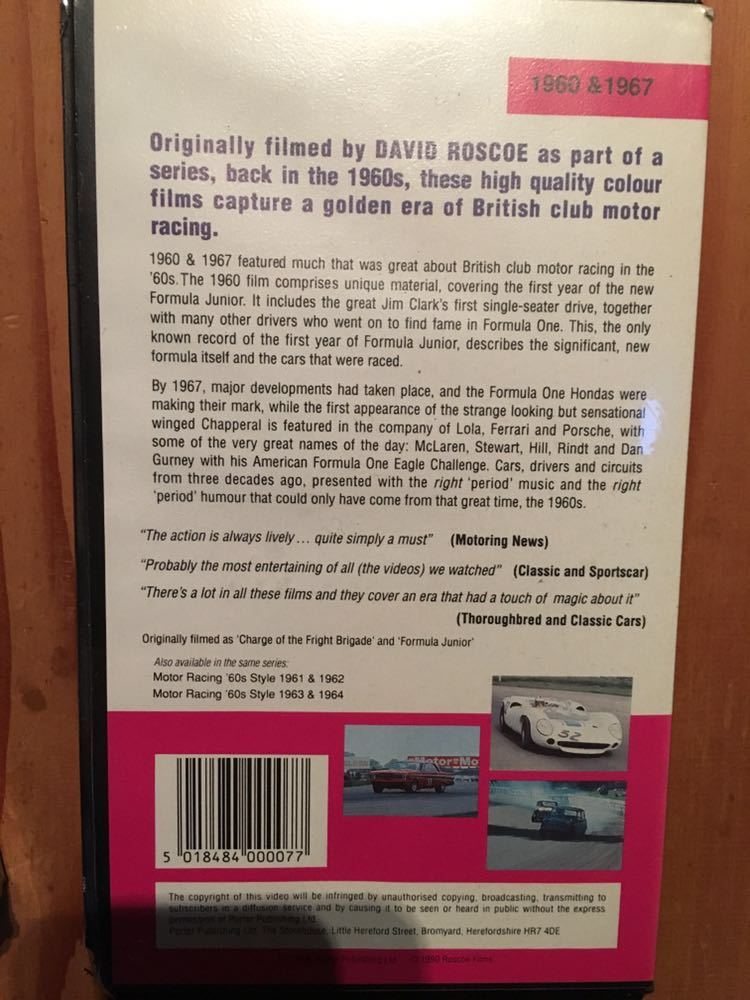 1960 & 1967
Originally filmed by DAVID ROSCOE as part of a
series, back in the 1960s, these high quality colour
films capture a golden era of British club motor
racing.
1960 & 1967 featured much that was great about British club motor racing in the
'60s. The 1960 film comprises unique material, covering the first year of the new
Formula Junior. It includes the great Jim Clark's first single-seater drive, together
with many other drivers who went on to find fame in Formula One. This, the only
known record of the first year of Formula Junior, describes the significant, new
formula itself and the cars that were raced.
By 1967, major developments had taken place, and the Formula One Hondas were
making their mark, while the first appearance of the strange looking but sensational
winged Chapperal is featured in the company of Lola, Ferrari and Porsche, with
some of the very great names of the day: McLaren, Stewart, Hill, Rindt and Dan
Gurney with his American Formula One Eagle Challenge. Cars, drivers and circuits
from three decades ago, presented with the right 'period' music and the right
'period' humour that could only have come from that great time, the 1960s.
"The action is always lively... quite simply a must" (Motoring News)
"Probably the most entertaining of all (the videos) we watched" (Classic and Sportscar)
"There's a lot in all these films and they cover an era that had a touch of magic about it"
(Thoroughbred and Classic Cars)
Originally filmed as 'Charge of the Fright Brigade' and 'Formula Junior'
Also available in the same series:
Motor Racing '60s Style 1961 & 1962
Motor Racing '60s Style 1963 & 1964
52
Motor Mo
5 018484 000077
The copyright of this video will be infringed by unauthorised copying, broadcasting, transmitting to
subscribers in a diffusion service and by causing it to be seen or heard in public without the express
permission of Porter Publishing Ltd.
Porter Publishing Ltd, The Storehouse, Little Hereford Street, Bromyard, Herefordshire HR7 4DE
Publishing Ltd © 1990 Roscoe Films